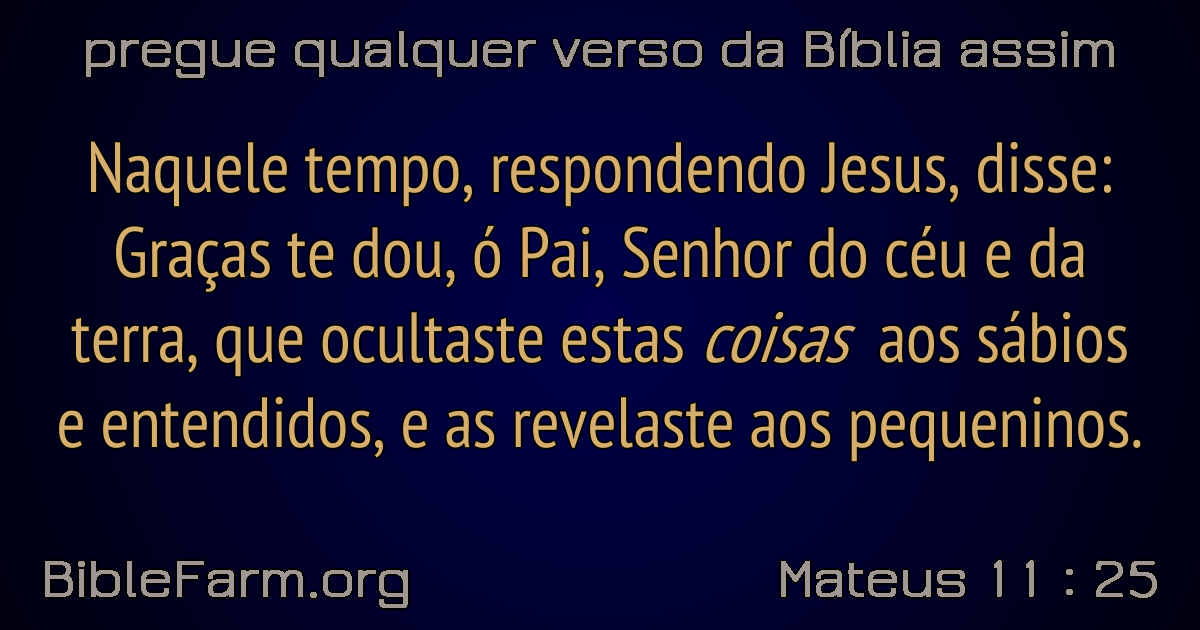 pregue qualquer verso da Bíblia assim
Naquele tempo, respondendo Jesus, disse:
Graças te dou, ó Pai, Senhor do céu e da
terra, que ocultaste estas coisas aos sábios
e entendidos, e as revelaste aos pequeninos.
BibleFarm.org
Mateus 11 : 25